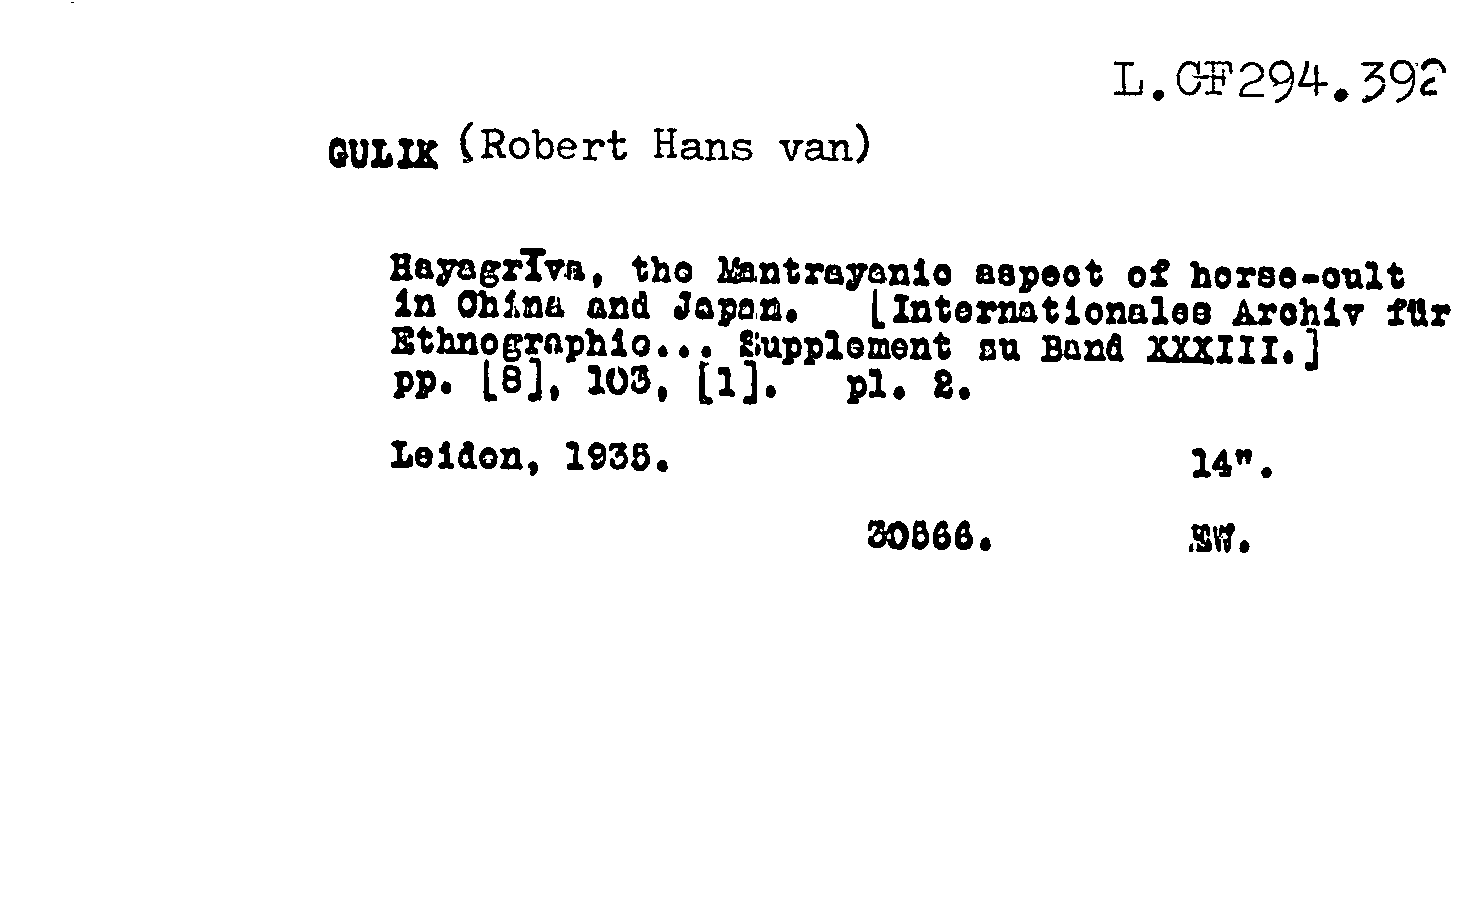 L.GF294.392
GULIK (Robert Hans van)
Hayagrīva, the Mantrayanic aspect of horse-cult
in China and Japan. [Internationales Archiv für
Ethnographie... Supplement zu Band XXXIII.]
pp. [8], 103, [1]. pl. 2.
Leiden, 1935.
14".
30866. EW.